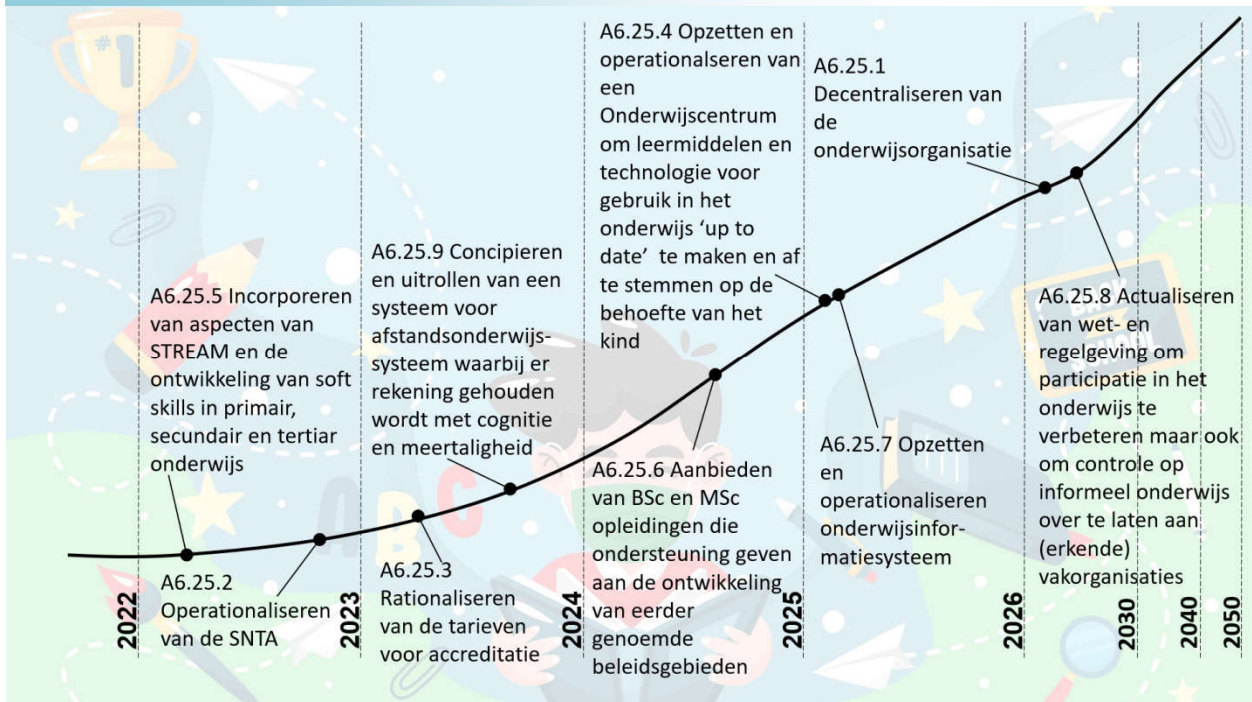 #1
A6.25.5 Incorporeren
van aspecten van
STREAM en de
ontwikkeling van soft
skills in primair,
secundair en tertiar
onderwijs
A6.25.2
Operationaliseren
van de SNTA
A6.25.9 Concipieren
en uitrollen van een
systeem voor
afstandsonderwijs-
systeem waarbij er
rekening gehouden
wordt met cognitie
en meertaligheid
A6.25.3
Rationaliseren
van de tarieven
voor accreditatie
A6.25.4 Opzetten en
operationalseren van
een
Onderwijscentrum
om leermiddelen en
technologie voor
gebruik in het
onderwijs ‘up to
date’ te maken en af
te stemmen op de
behoefte van het
kind
A6.25.6 Aanbieden
van BSc en MSc
opleidingen die
ondersteuning geven
aan de ontwikkeling
van eerder
genoemde
beleidsgebieden
A6.25.1
Decentraliseren van
de
onderwijsorganisatie
A6.25.7 Opzetten
en
operationaliseren
onderwijsinfor-
matiesysteem
A6.25.8 Actualiseren
van wet- en
regelgeving om
participatie in het
onderwijs te
verbeteren maar ook
om controle op
informeel onderwijs
over te laten aan
(erkende)
vakorganisaties
ABC
2022
2023
2024
2025
2026
2030
2040
2050